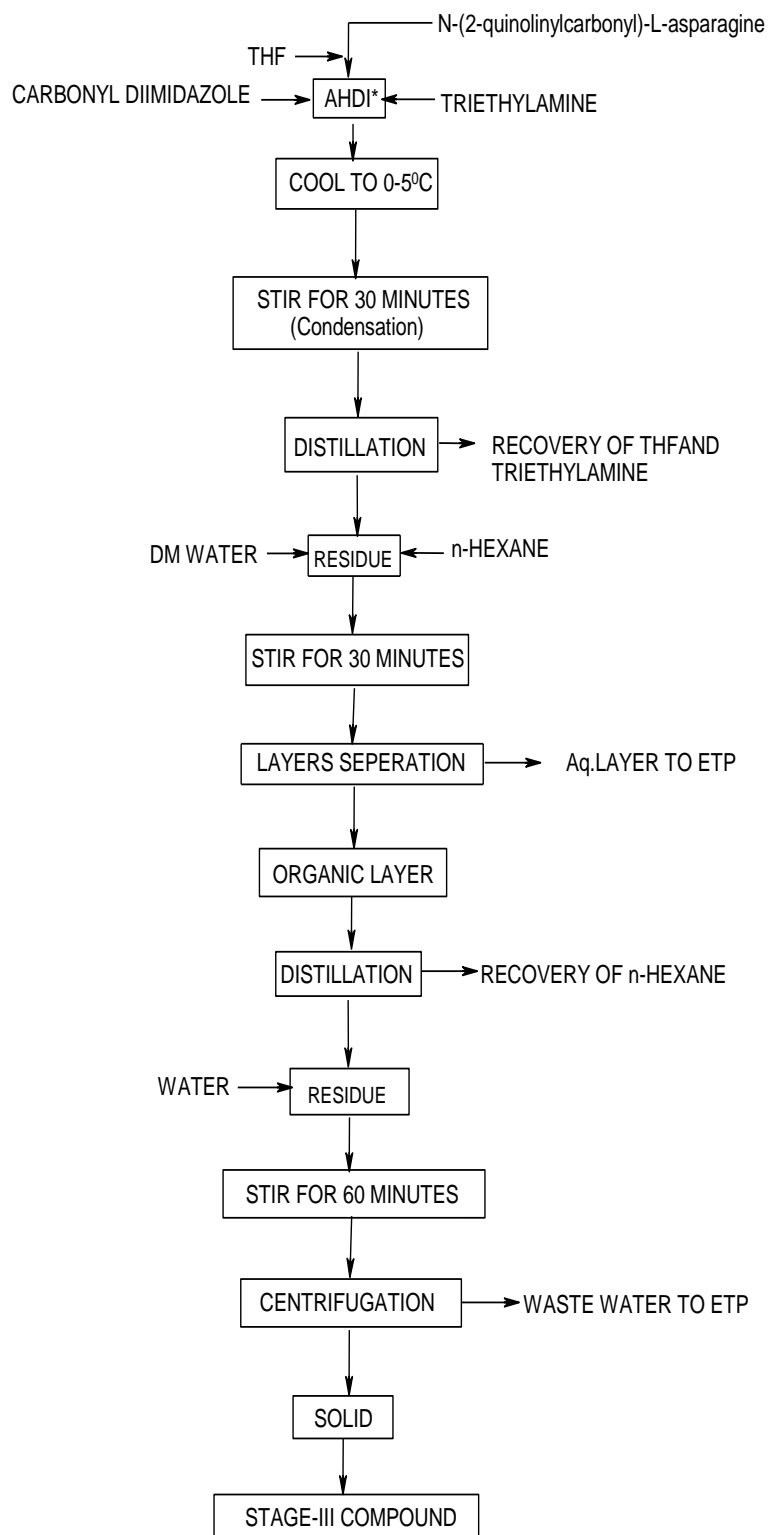 N-(2-quinolinylcarbonyl)-L-asparagine
THF
CARBONYL DIIMIDAZOLE
AHDI*
TRIETHYLAMINE
COOL TO 0-5⁰C
STIR FOR 30 MINUTES
(Condensation)
DISTILLATION
RECOVERY OF THFAND
TRIETHYLAMINE
DM WATER
RESIDUE
n-HEXANE
STIR FOR 30 MINUTES
LAYERS SEPERATION
Aq.LAYER TO ETP
ORGANIC LAYER
DISTILLATION
RECOVERY OF n-HEXANE
WATER
RESIDUE
STIR FOR 60 MINUTES
CENTRIFUGATION
WASTE WATER TO ETP
SOLID
STAGE-III COMPOUND